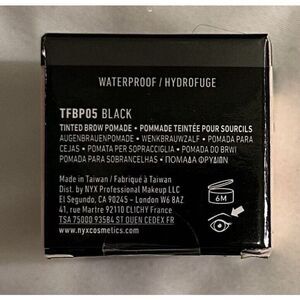 WATERPROOF / HYDROFUGE
TFBP05 BLACK
TINTED BROW POMADE • POMMADE TEINTÉE POUR SOURCILS
AUGENBRAUENPOMADE • WENKBRAUWZALF • POMADA PARA
CEJAS • POMATA PER SOPRACCIGLIA • POMADA DO BRWI
POMADA PARA SOBRANCELHAS • ΠΟΜΑΔΑ ΦΡΥΔΙΩΝ
Made in Taiwan / Fabriqué à Taiwan
Dist. by NYX Professional Makeup LLC
El Segundo, CA 90245 - London W6 8AZ
41, rue Martre 92110 CLICHY France
TSA 75000 93584 ST OUEN CEDEX FR
www.nyxcosmetics.com
6M